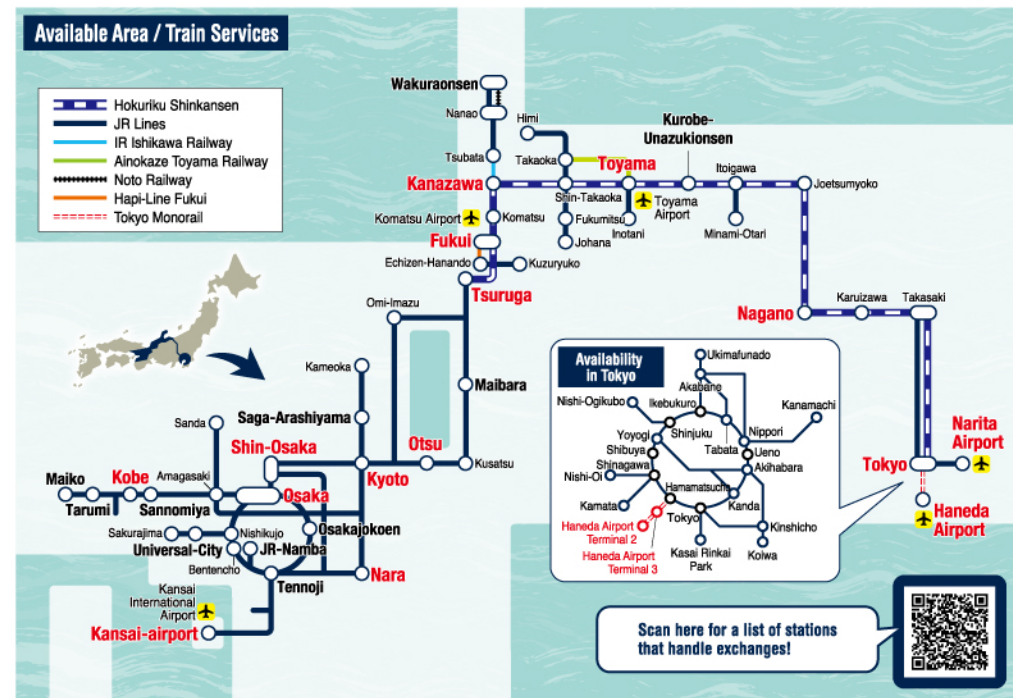 Available Area / Train Services
Hokuriku Shinkansen
JR Lines
IR Ishikawa Railway
Ainokaze Toyama Railway
Noto Railway
Hapi-Line Fukui
Tokyo Monorail
Wakuraonsen
Nanao
Tsubata
Kanazawa
Himi
Takaoka
Toyama
Kurobe-
Unazukionsen
Itoigawa
Joetsumyoko
Shin-Takaoka
Toyama
Airport
Komatsu Airport
Komatsu
Fukumitsu
Inotani
Minami-Otari
Johana
Fukui
Echizen-Hanando
Kuzuryuko
Tsuruga
Omi-Imazu
Nagano
Karuizawa
Takasaki
Kameoka
Maibara
Saga-Arashiyama
Sanda
Shin-Osaka
Otsu
Kusatsu
Kyoto
Maiko
Kobe
Amagasaki
Osaka
Tarumi
Sannomiya
Sakurajima
Nishikujo
Osakajokoen
Universal-City
JR-Namba
Bentencho
Tennoji
Nara
Kansai
International
Airport
Kansai-airport
Availability
in Tokyo
Ukimafunado
Akabane
Nishi-Ogikubo
Ikebukuro
Kanamachi
Shinjuku
Yoyogi
Tabata
Nippori
Shibuya
Ueno
Shinagawa
Akihabara
Nishi-Oi
Hamamatsucho
Kamata
Tokyo
Kanda
Haneda Airport
Terminal 2
Kinshicho
Haneda Airport
Terminal 3
Kasai Rinkai
Park
Koiwa
Narita
Airport
Tokyo
Haneda
Airport
Scan here for a list of stations
that handle exchanges!